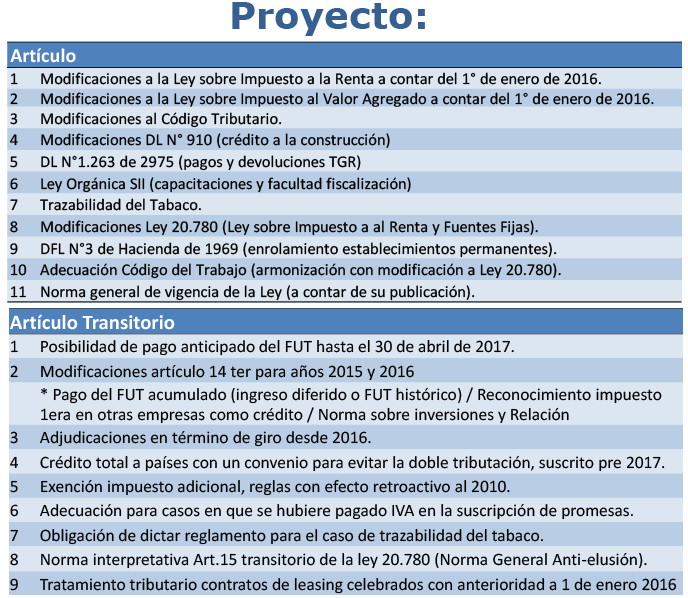 Proyecto:
Artículo
1 Modificaciones a la Ley sobre Impuesto a la Renta a contar del 1° de enero de 2016.
2 Modificaciones a la Ley sobre Impuesto al Valor Agregado a contar del 1° de enero de 2016.
3 Modificaciones al Código Tributario.
4 Modificaciones DL N° 910 (crédito a la construcción)
5 DL N°1.263 de 2975 (pagos y devoluciones TGR)
6 Ley Orgánica SII (capacitaciones y facultad fiscalización)
7 Trazabilidad del Tabaco.
8 Modificaciones Ley 20.780 (Ley sobre Impuesto a al Renta y Fuentes Fijas).
9 DFL N°3 de Hacienda de 1969 (enrolamiento establecimientos permanentes).
10 Adecuación Código del Trabajo (armonización con modificación a Ley 20.780).
11 Norma general de vigencia de la Ley (a contar de su publicación).
Artículo Transitorio
1 Posibilidad de pago anticipado del FUT hasta el 30 de abril de 2017.
2 Modificaciones artículo 14 ter para años 2015 y 2016
* Pago del FUT acumulado (ingreso diferido o FUT histórico) / Reconocimiento impuesto
1era en otras empresas como crédito / Norma sobre inversiones y Relación
3 Adjudicaciones en término de giro desde 2016.
4 Crédito total a países con un convenio para evitar la doble tributación, suscrito pre 2017.
5 Exención impuesto adicional, reglas con efecto retroactivo al 2010.
6 Adecuación para casos en que se hubiere pagado IVA en la suscripción de promesas.
7 Obligación de dictar reglamento para el caso de trazabilidad del tabaco.
8 Norma interpretativa Art.15 transitorio de la ley 20.780 (Norma General Anti-elusión).
9 Tratamiento tributario contratos de leasing celebrados con anterioridad a 1 de enero 2016